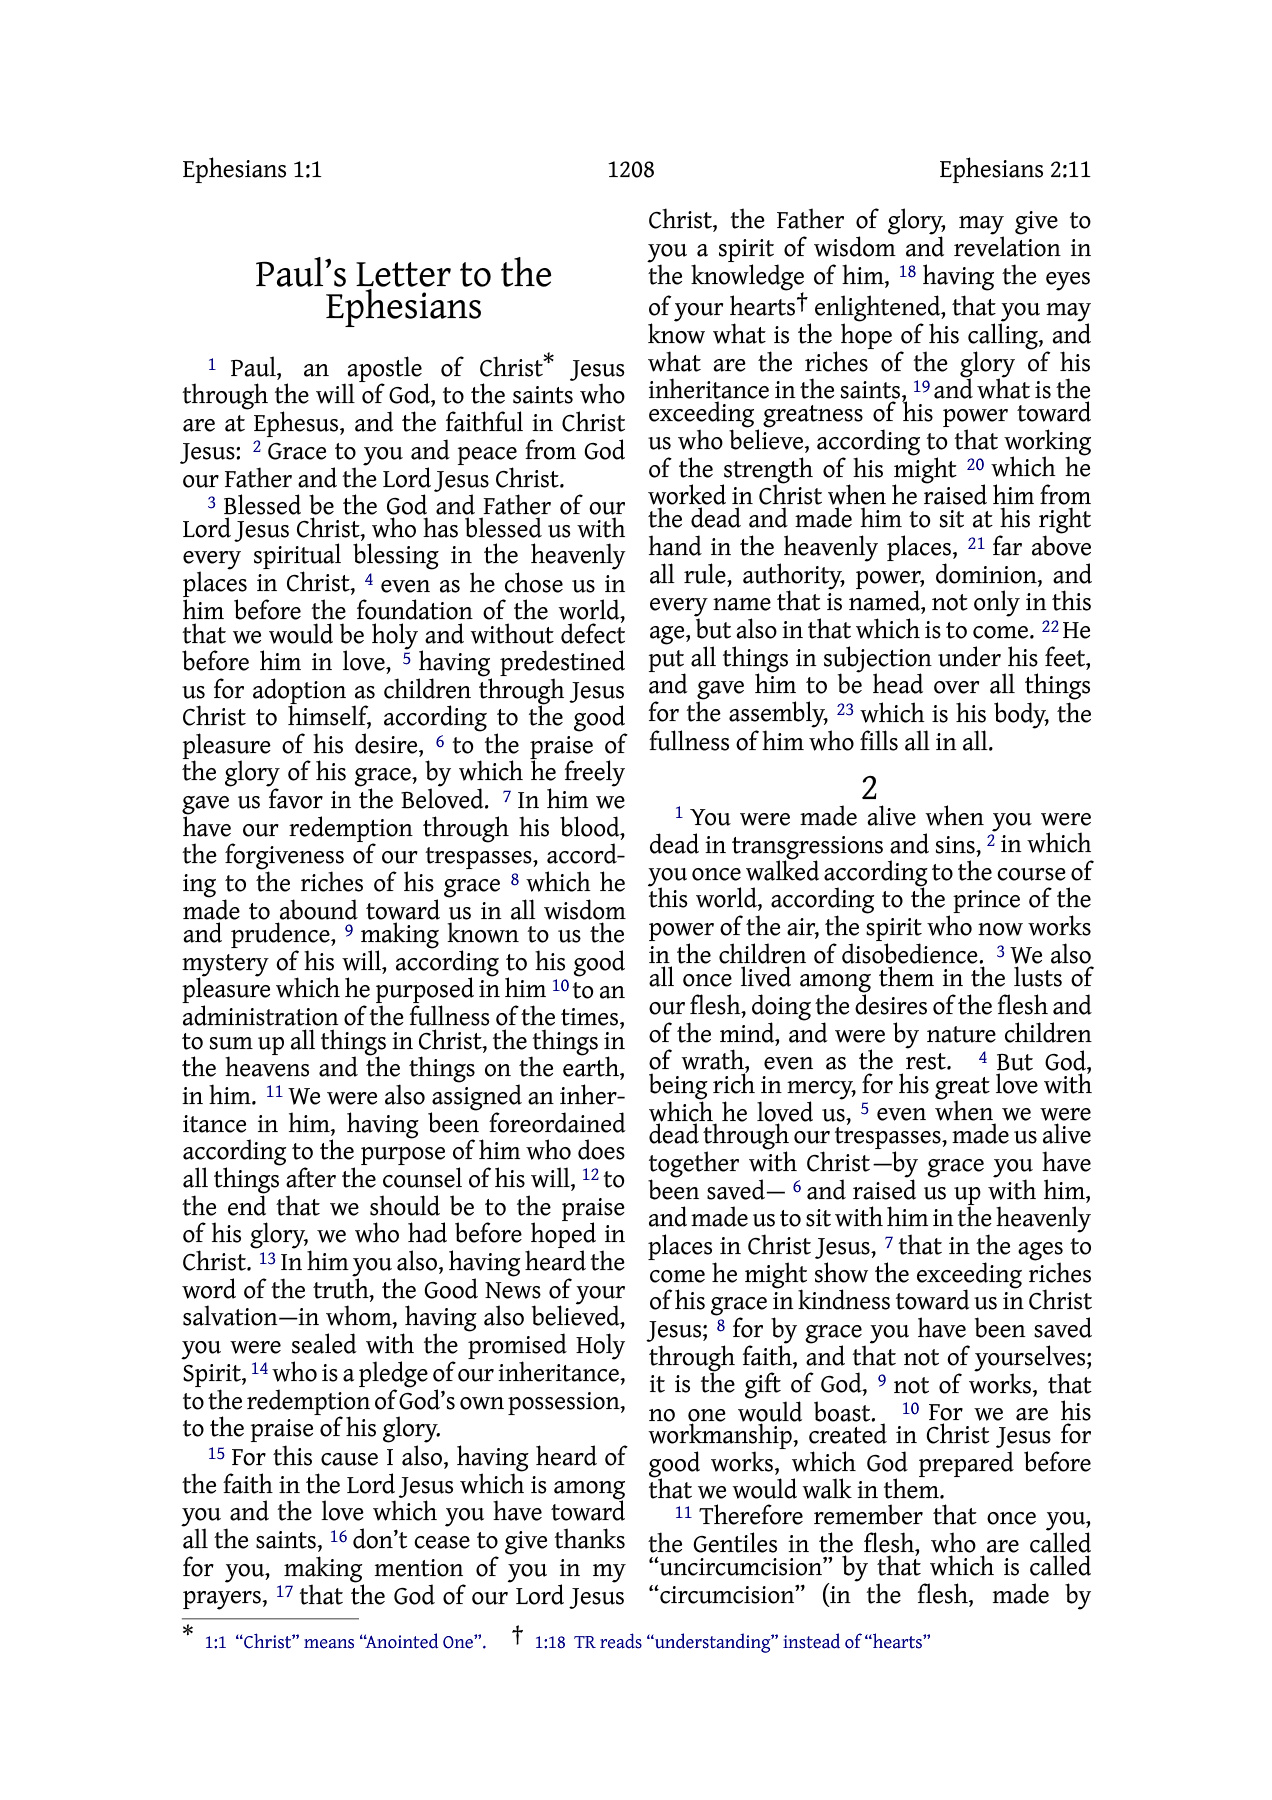 Ephesians 1:1 1208 Ephesians 2:11
Paul’s Letter to the
Ephesians
1 Paul, an apostle of Christ* Jesus
through the will of God, to the saints who
are at Ephesus, and the faithful in Christ
Jesus: 2 Grace to you and peace from God
our Father and the Lord Jesus Christ.
3 Blessed be the God and Father of our
Lord Jesus Christ, who has blessed us with
every spiritual blessing in the heavenly
places in Christ, 4 even as he chose us in
him before the foundation of the world,
that we would be holy and without defect
before him in love, 5 having predestined
us for adoption as children through Jesus
Christ to himself, according to the good
pleasure of his desire, 6 to the praise of
the glory of his grace, by which he freely
gave us favor in the Beloved. 7 In him we
have our redemption through his blood,
the forgiveness of our trespasses, accord-
ing to the riches of his grace 8 which he
made to abound toward us in all wisdom
and prudence, 9 making known to us the
mystery of his will, according to his good
pleasure which he purposed in him 10 to an
administration of the fullness of the times,
to sum up all things in Christ, the things in
the heavens and the things on the earth,
in him. 11 We were also assigned an inher-
itance in him, having been foreordained
according to the purpose of him who does
all things after the counsel of his will, 12 to
the end that we should be to the praise
of his glory, we who had before hoped in
Christ. 13 In him you also, having heard the
word of the truth, the Good News of your
salvation—in whom, having also believed,
you were sealed with the promised Holy
Spirit, 14 who is a pledge of our inheritance,
to the redemption of God’s own possession,
to the praise of his glory.
15 For this cause I also, having heard of
the faith in the Lord Jesus which is among
you and the love which you have toward
all the saints, 16 don’t cease to give thanks
for you, making mention of you in my
prayers, 17 that the God of our Lord Jesus
Christ, the Father of glory, may give to
you a spirit of wisdom and revelation in
the knowledge of him, 18 having the eyes
of your hearts† enlightened, that you may
know what is the hope of his calling, and
what are the riches of the glory of his
inheritance in the saints, 19 and what is the
exceeding greatness of his power toward
us who believe, according to that working
of the strength of his might 20 which he
worked in Christ when he raised him from
the dead and made him to sit at his right
hand in the heavenly places, 21 far above
all rule, authority, power, dominion, and
every name that is named, not only in this
age, but also in that which is to come. 22 He
put all things in subjection under his feet,
and gave him to be head over all things
for the assembly, 23 which is his body, the
fullness of him who fills all in all.
2
1 You were made alive when you were
dead in transgressions and sins, 2 in which
you once walked according to the course of
this world, according to the prince of the
power of the air, the spirit who now works
in the children of disobedience. 3 We also
all once lived among them in the lusts of
our flesh, doing the desires of the flesh and
of the mind, and were by nature children
of wrath, even as the rest. 4 But God,
being rich in mercy, for his great love with
which he loved us, 5 even when we were
dead through our trespasses, made us alive
together with Christ—by grace you have
been saved— 6 and raised us up with him,
and made us to sit with him in the heavenly
places in Christ Jesus, 7 that in the ages to
come he might show the exceeding riches
of his grace in kindness toward us in Christ
Jesus; 8 for by grace you have been saved
through faith, and that not of yourselves;
it is the gift of God, 9 not of works, that
no one would boast. 10 For we are his
workmanship, created in Christ Jesus for
good works, which God prepared before
that we would walk in them.
11 Therefore remember that once you,
the Gentiles in the flesh, who are called
“uncircumcision” by that which is called
“circumcision” (in the flesh, made by
* 1:1 “Christ” means “Anointed One”. † 1:18 TR reads “understanding” instead of “hearts”